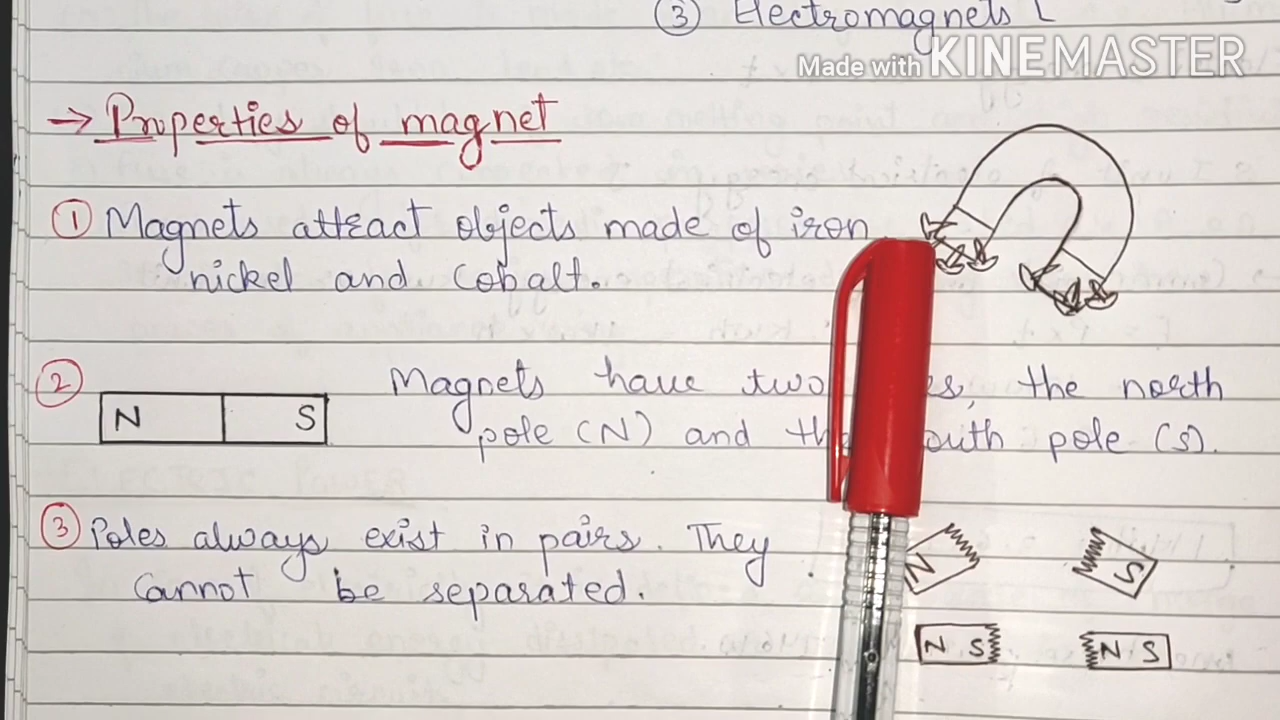 ③ Electromagnets
Made with KINEMASTER
→ Properties of magnet
① Magnets attract objects made of iron
nickel and cobalt.
② Magnets have two the north
N S
pole (N) and the outh pole (S).
③ Poles always exist in pairs. They
cannot be separated.
N S
N S N S